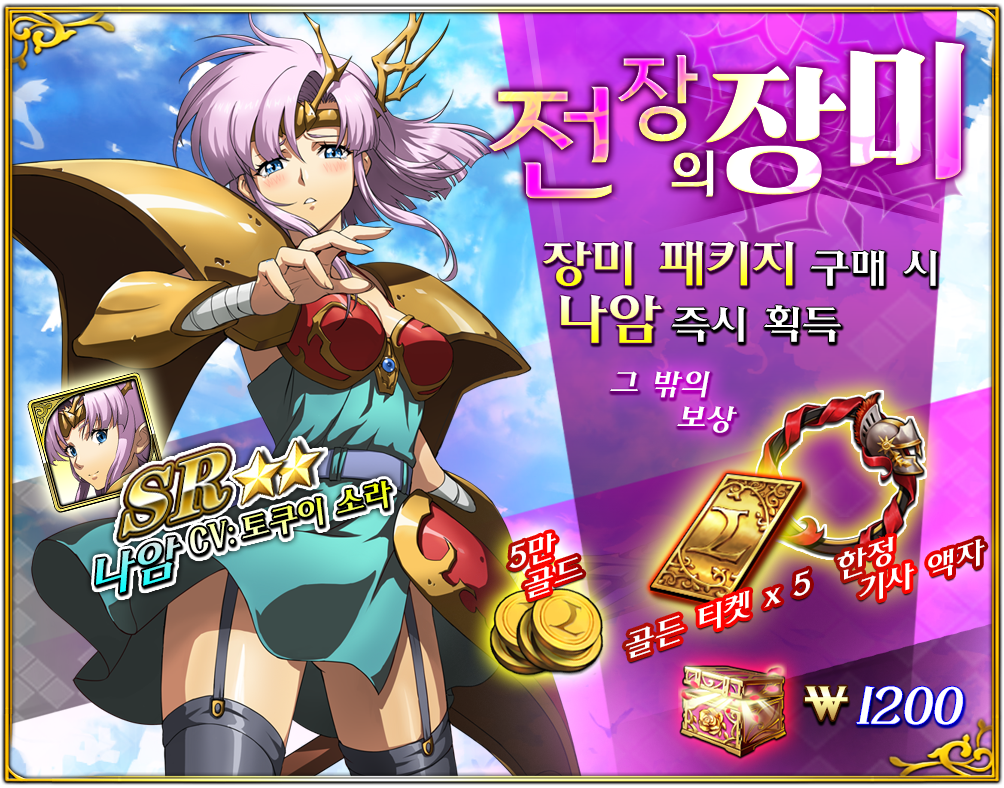 전장의 장미
장미 패키지 구매 시
나암 즉시 획득
그 밖의
보상
SR
나암 CV: 토쿠이 소라
5만
골드
골든 티켓 x 5
한정
기사 액자
₩ 1200